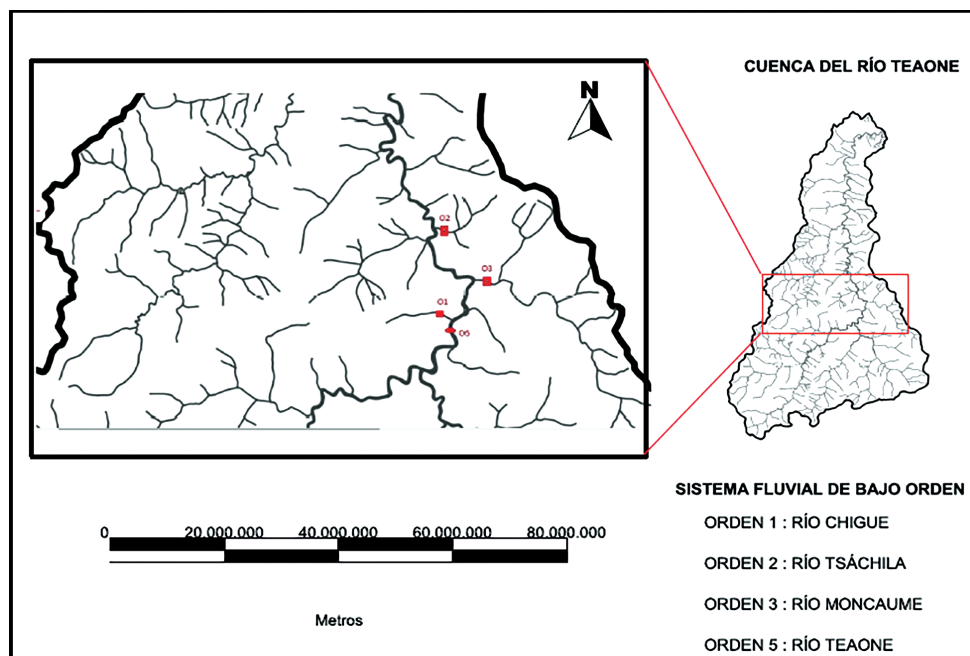 CUENCA DEL RÍO TEAONE
N
O2
O3
O1
O5
SISTEMA FLUVIAL DE BAJO ORDEN
ORDEN 1 : RÍO CHIGUE
ORDEN 2 : RÍO TSÁCHILA
ORDEN 3 : RÍO MONCAUME
ORDEN 5 : RÍO TEAONE
0 20,000,000 40,000,000 60,000,000 80,000,000
Metros